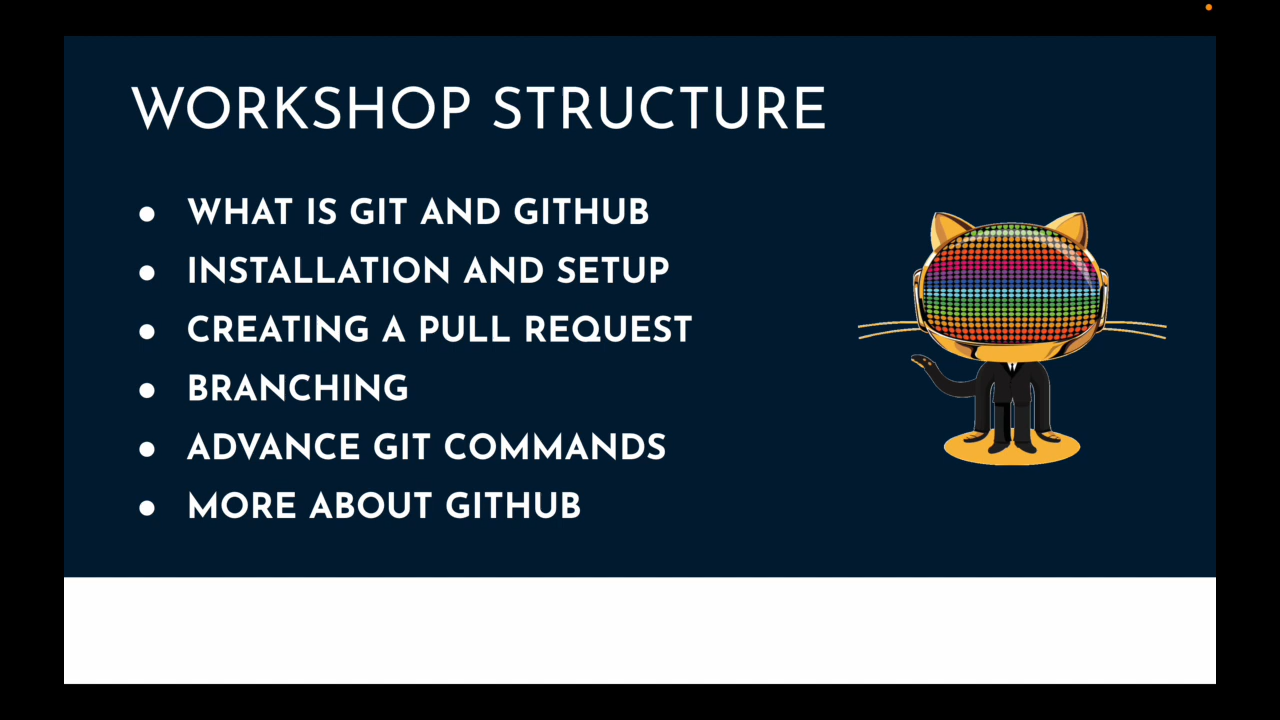 WORKSHOP STRUCTURE
● WHAT IS GIT AND GITHUB
● INSTALLATION AND SETUP
● CREATING A PULL REQUEST
● BRANCHING
● ADVANCE GIT COMMANDS
● MORE ABOUT GITHUB